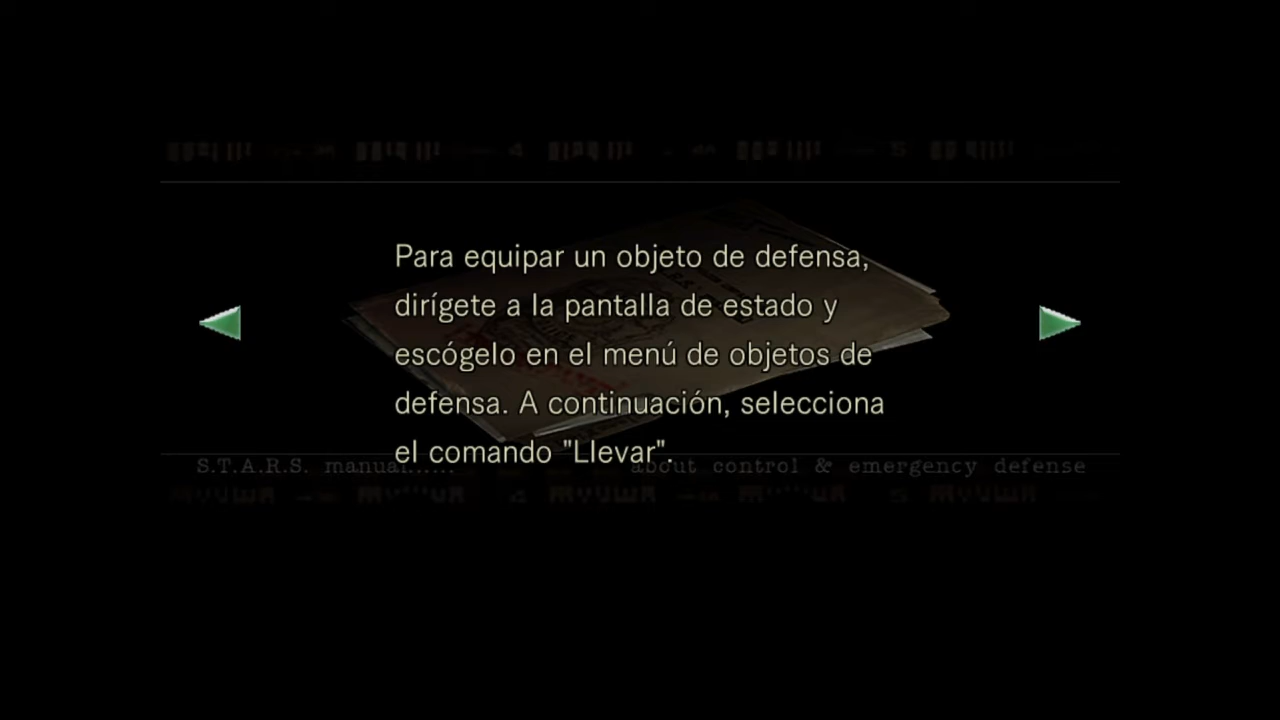 Para equipar un objeto de defensa,
dirígete a la pantalla de estado y
escógelo en el menú de objetos de
defensa. A continuación, selecciona
el comando "Llevar".
S.T.A.R.S. manual...... about control & emergency defense